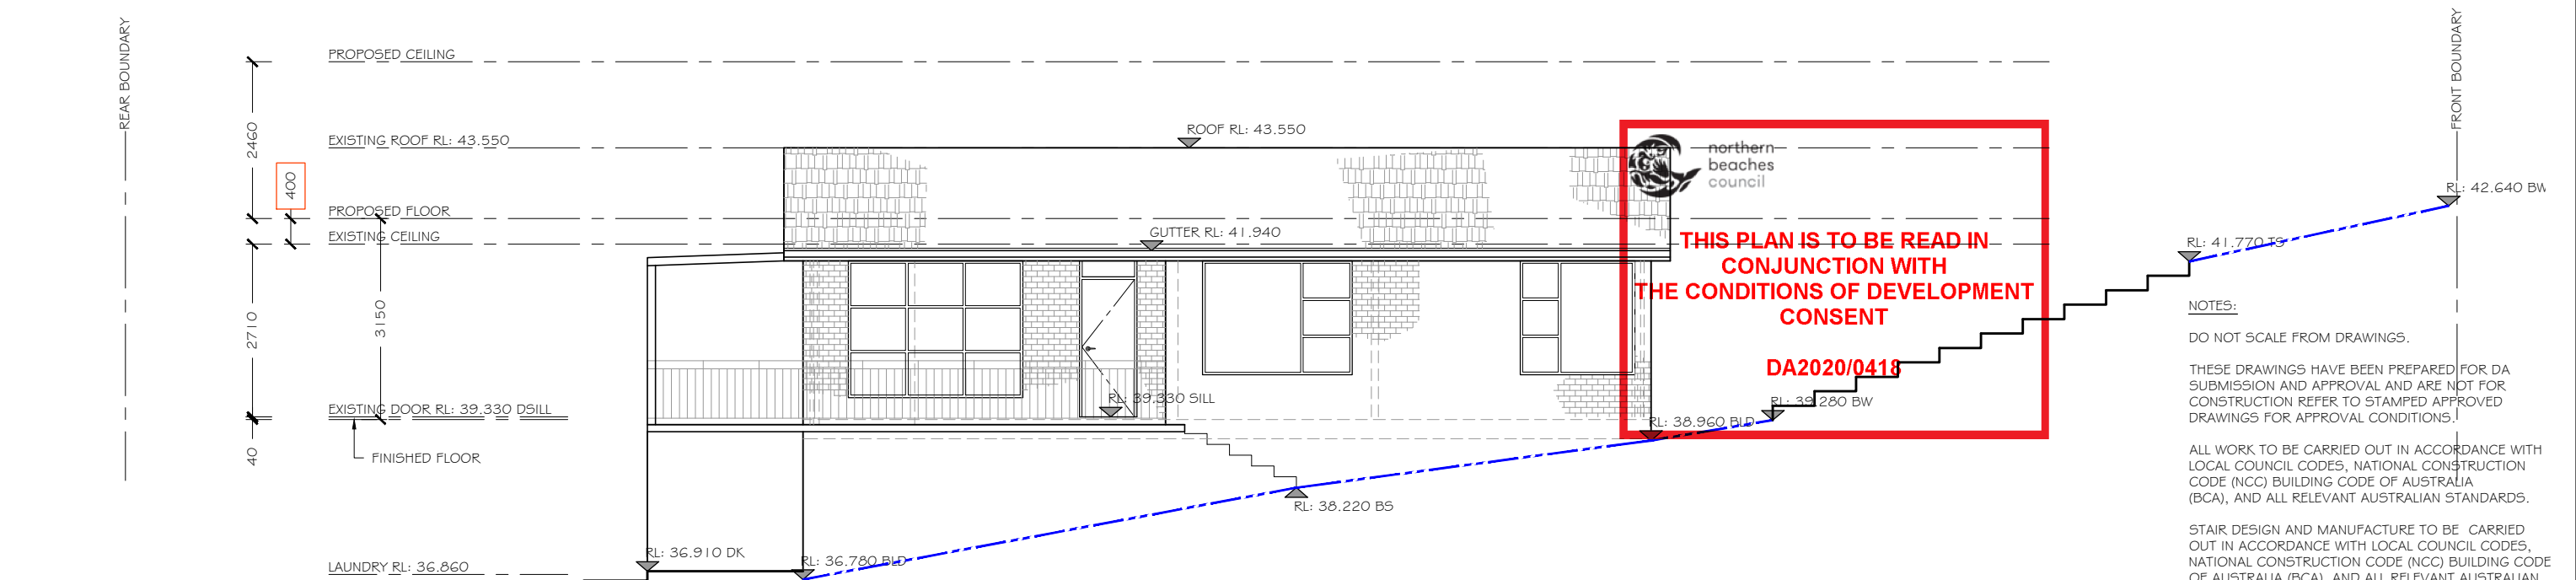 REAR BOUNDARY
PROPOSED CEILING
FRONT BOUNDARY
2460
EXISTING ROOF RL: 43.550
ROOF RL: 43.550
northern
beaches
council
400
RL: 42.640 BW
PROPOSED FLOOR
EXISTING CEILING
GUTTER RL: 41.940
THIS PLAN IS TO BE READ IN
CONJUNCTION WITH
THE CONDITIONS OF DEVELOPMENT
CONSENT
DA2020/0418
RL: 41.770 TS
2710
3150
EXISTING DOOR RL: 39.330 DSILL
RL: 39.330 SILL
RL: 39.280 BW
RL: 38.960 BLD
40
FINISHED FLOOR
RL: 38.220 BS
RL: 36.910 DK
RL: 36.780 BLD
LAUNDRY RL: 36.860
NOTES:
DO NOT SCALE FROM DRAWINGS.
THESE DRAWINGS HAVE BEEN PREPARED FOR DA
SUBMISSION AND APPROVAL AND ARE NOT FOR
CONSTRUCTION REFER TO STAMPED APPROVED
DRAWINGS FOR APPROVAL CONDITIONS.
ALL WORK TO BE CARRIED OUT IN ACCORDANCE WITH
LOCAL COUNCIL CODES, NATIONAL CONSTRUCTION
CODE (NCC) BUILDING CODE OF AUSTRALIA
(BCA), AND ALL RELEVANT AUSTRALIAN STANDARDS.
STAIR DESIGN AND MANUFACTURE TO BE CARRIED
OUT IN ACCORDANCE WITH LOCAL COUNCIL CODES,
NATIONAL CONSTRUCTION CODE (NCC) BUILDING CODE
OF AUSTRALIA (BCA), AND ALL RELEVANT AUSTRALIAN